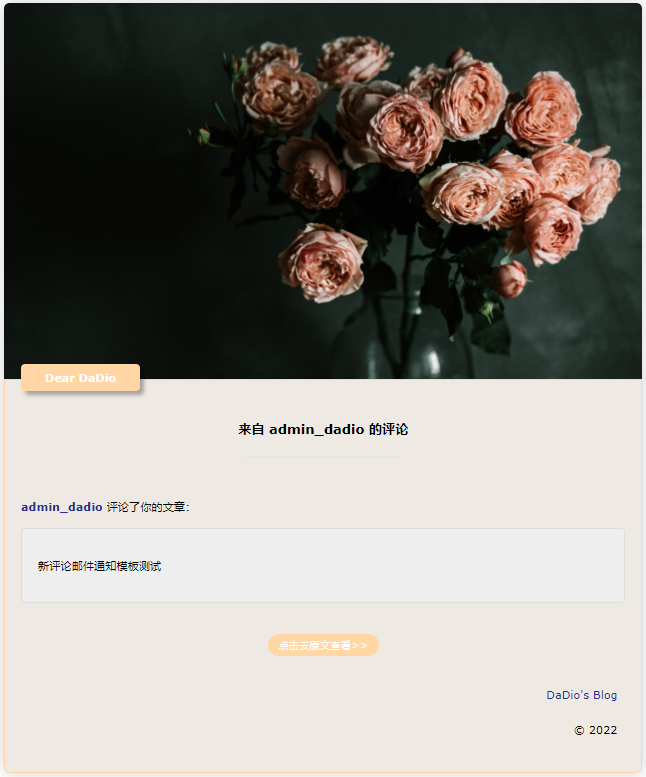 Dear DaDio
来自 admin_dadio 的评论
admin_dadio 评论了你的文章：
新评论邮件通知模板测试
点击去原文查看>>
DaDio's Blog
© 2022